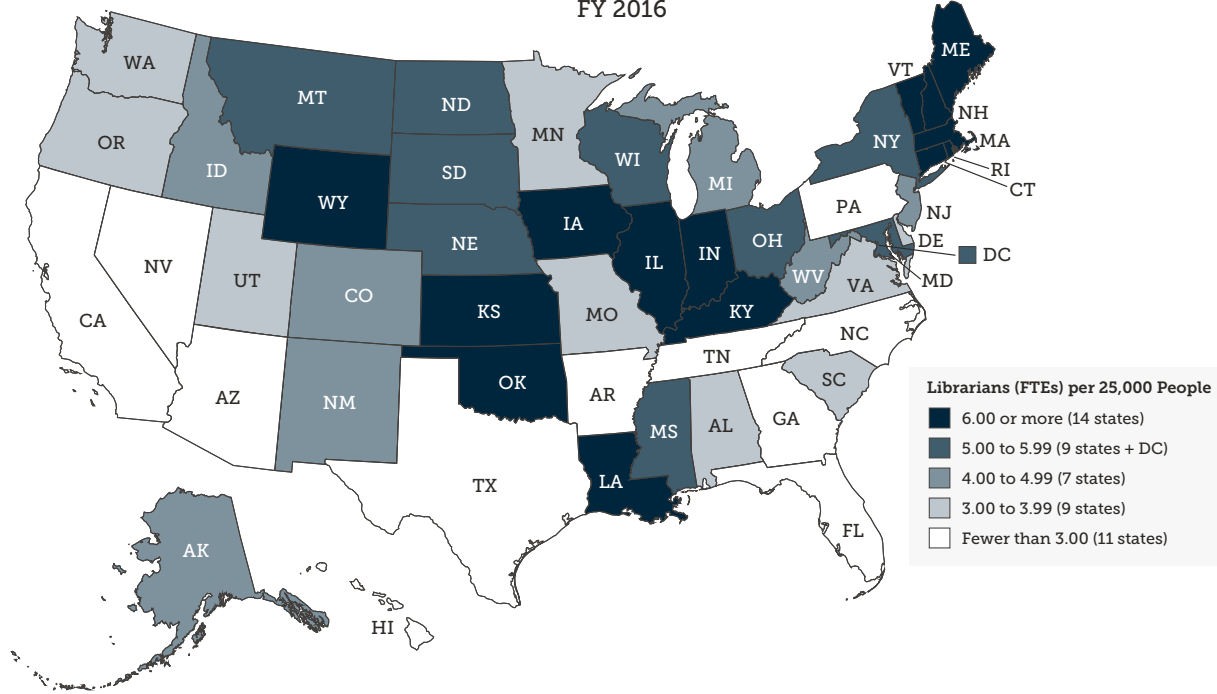 FY 2016
ME
WA
VT
MT
ND
NH
MN
OR
NY
MA
WI
SD
ID
RI
MI
CT
WY
PA
NJ
IA
NE
OH
DE
IN
DC
IL
NV
WV
UT
MD
VA
CO
KS
KY
MO
CA
NC
TN
SC
OK
AR
AZ
NM
GA
AL
MS
LA
TX
FL
AK
HI
Librarians (FTEs) per 25,000 People
6.00 or more (14 states)
5.00 to 5.99 (9 states + DC)
4.00 to 4.99 (7 states)
3.00 to 3.99 (9 states)
Fewer than 3.00 (11 states)